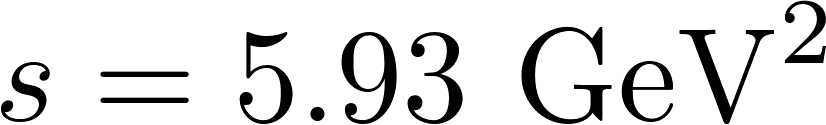 s = 5.93 GeV²